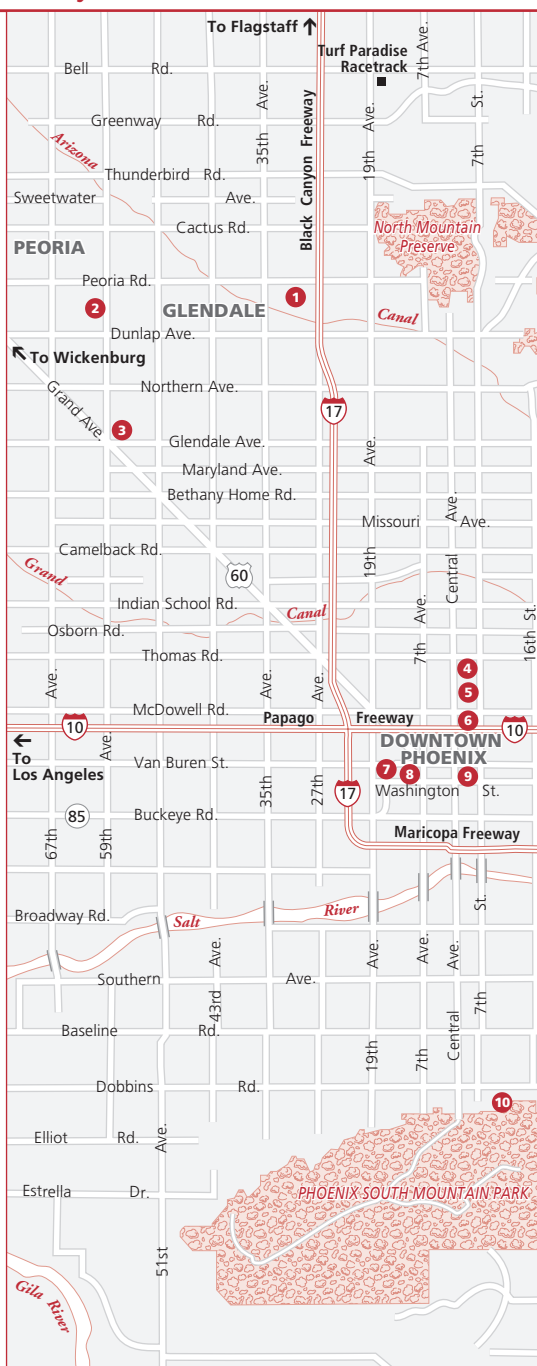 To Flagstaff
Turf Paradise
Racetrack
7th Ave.
Bell Rd.
35th Ave.
Black Canyon Freeway
19th Ave.
7th St.
Greenway Rd.
Arizona
Thunderbird Rd.
Sweetwater Ave.
Cactus Rd.
North Mountain
Preserve
PEORIA
Peoria Rd.
1
2
GLENDALE
Canal
Dunlap Ave.
To Wickenburg
Northern Ave.
Grand Ave.
17
3
Glendale Ave.
19th Ave.
Maryland Ave.
Bethany Home Rd.
Missouri Ave.
Central Ave.
Camelback Rd.
Grand
60
Indian School Rd.
Canal
7th Ave.
16th St.
Osborn Rd.
Thomas Rd.
4
67th Ave.
35th Ave.
27th Ave.
5
McDowell Rd.
6
10
Papago Freeway
10
59th Ave.
DOWNTOWN
PHOENIX
To
Los Angeles
Van Buren St.
7
8
9
17
Washington St.
85
Buckeye Rd.
Maricopa Freeway
Broadway Rd.
Salt River
7th St.
43rd Ave.
19th Ave.
7th Ave.
Central Ave.
Southern Ave.
Baseline Rd.
Dobbins Rd.
10
51st Ave.
Elliot Rd.
Estrella Dr.
PHOENIX SOUTH MOUNTAIN PARK
Gila River